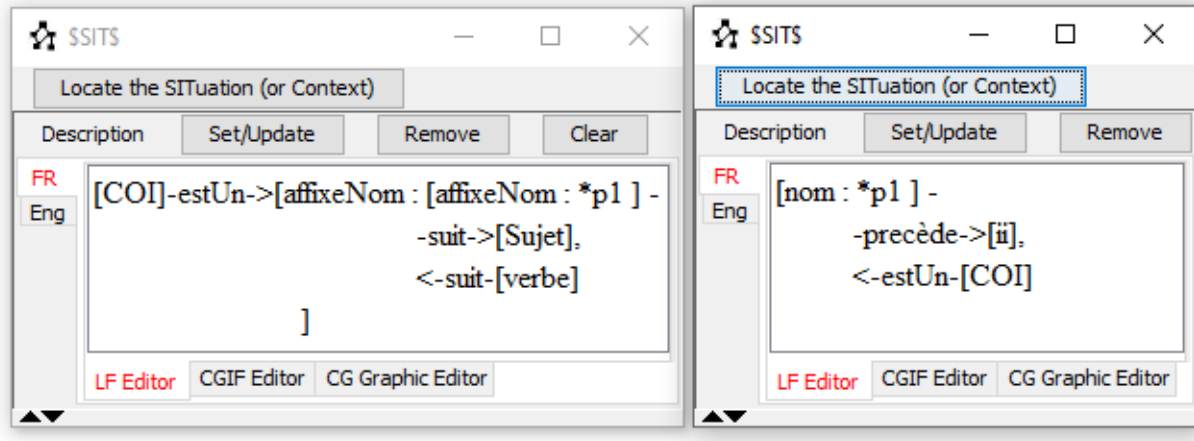 $SIT$
Locate the SITuation (or Context)
Description Set/Update Remove Clear
FR
Eng
[COI]-estUn->[affixeNom : [affixeNom : *p1 ] -
-suit->[Sujet],
<-suit-[verbe]
]
LF Editor CGIF Editor CG Graphic Editor
$SIT$
Locate the SITuation (or Context)
Description Set/Update Remove
FR
Eng
[nom : *p1 ] -
-precède->[ii],
<-estUn-[COI]
LF Editor CGIF Editor CG Graphic Editor